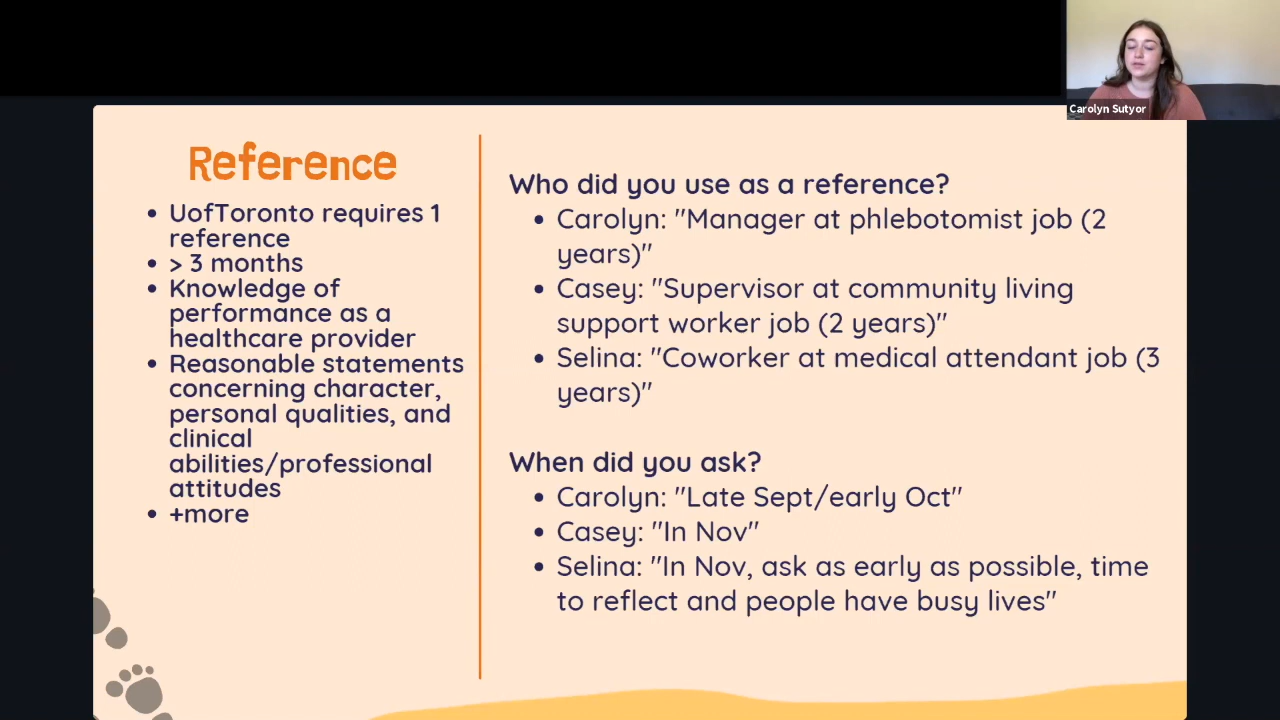 Carolyn Sutyor
Reference
• UofToronto requires 1
reference
• > 3 months
• Knowledge of
performance as a
healthcare provider
• Reasonable statements
concerning character,
personal qualities, and
clinical
abilities/professional
attitudes
• +more
Who did you use as a reference?
• Carolyn: "Manager at phlebotomist job (2
years)"
• Casey: "Supervisor at community living
support worker job (2 years)"
• Selina: "Coworker at medical attendant job (3
years)"
When did you ask?
• Carolyn: "Late Sept/early Oct"
• Casey: "In Nov"
• Selina: "In Nov, ask as early as possible, time
to reflect and people have busy lives"